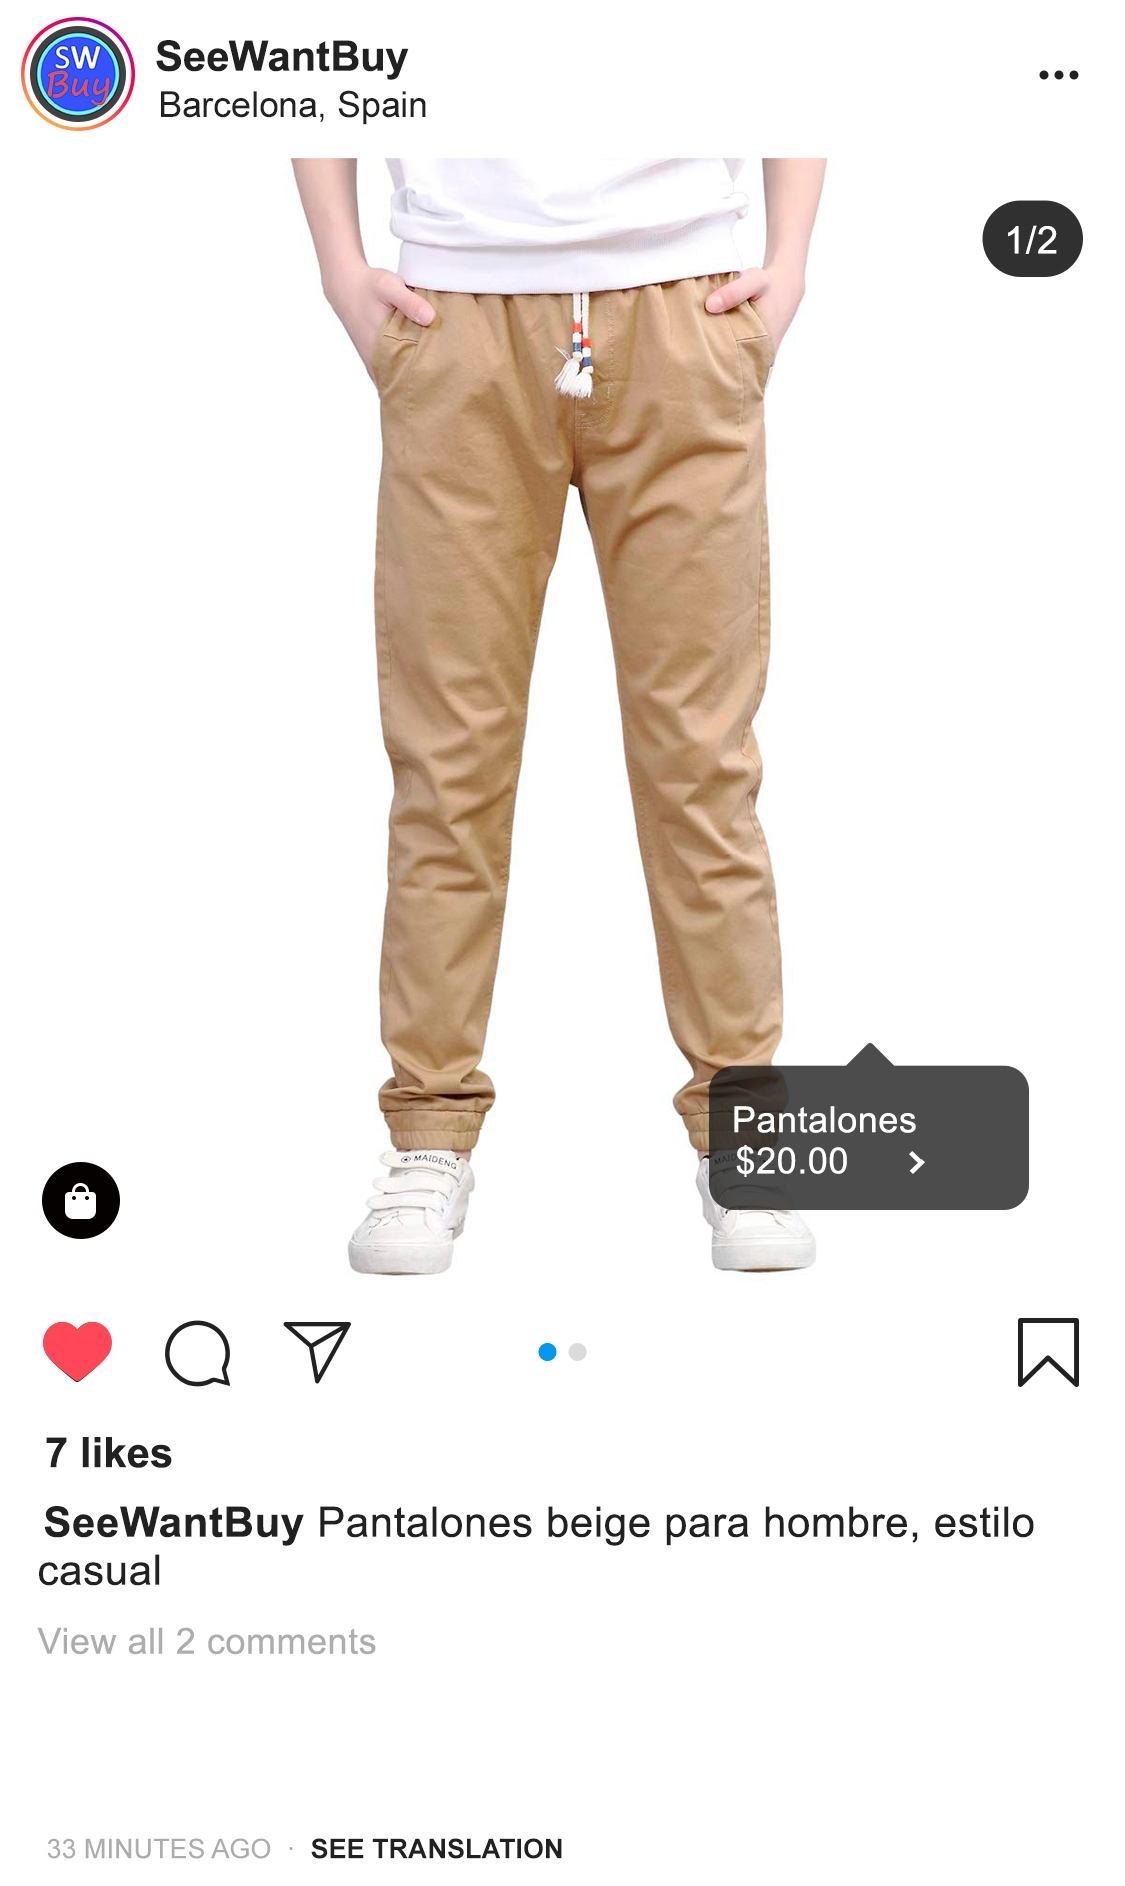 SW
Buy
SeeWantBuy
Barcelona, Spain
1/2
Pantalones
$20.00
MAIDENG
MAI
7 likes
SeeWantBuy Pantalones beige para hombre, estilo
casual
View all 2 comments
33 MINUTES AGO · SEE TRANSLATION